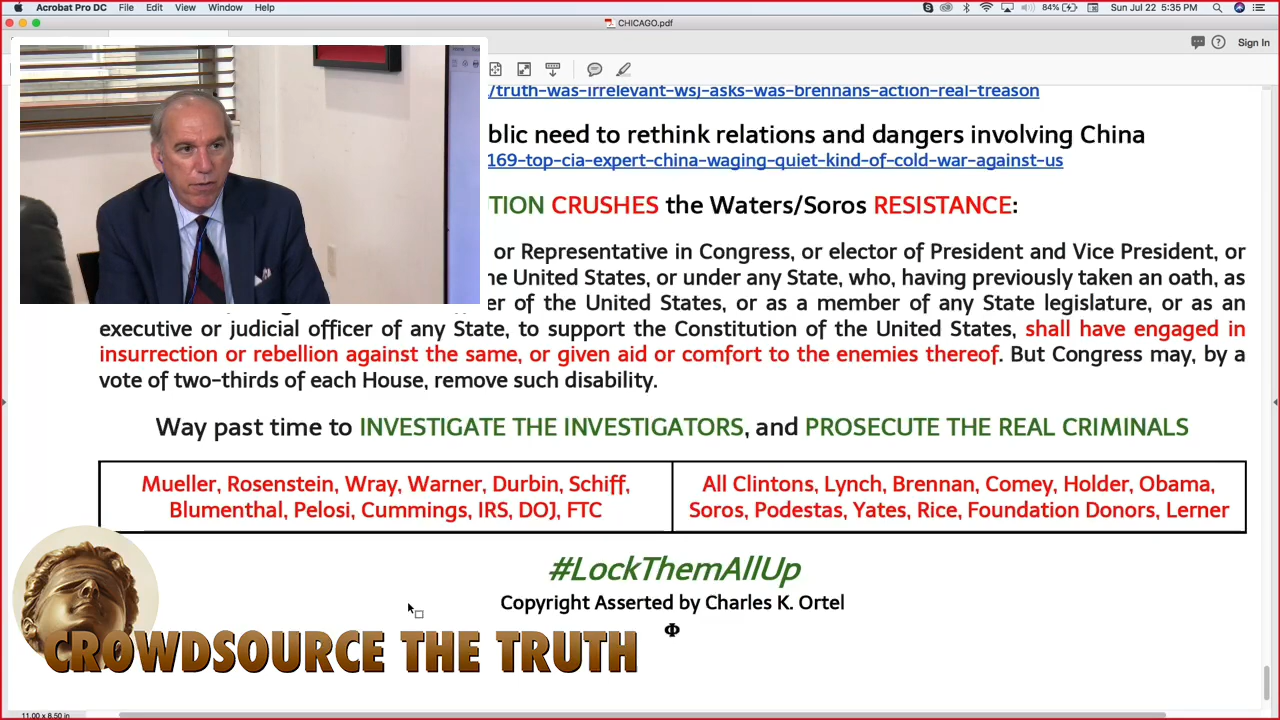 Acrobat Pro DC File Edit View Window Help 84% Sun Jul 22 5:35 PM
CHICAGO.pdf
Sign In
/truth-was-irrelevant-wsj-asks-was-brennans-action-real-treason
blic need to rethink relations and dangers involving China
169-top-cia-expert-china-waging-quiet-kind-of-cold-war-against-us
TION CRUSHES the Waters/Soros RESISTANCE:
or Representative in Congress, or elector of President and Vice President, or
he United States, or under any State, who, having previously taken an oath, as
er of the United States, or as a member of any State legislature, or as an
executive or judicial officer of any State, to support the Constitution of the United States, shall have engaged in
insurrection or rebellion against the same, or given aid or comfort to the enemies thereof. But Congress may, by a
vote of two-thirds of each House, remove such disability.
Way past time to INVESTIGATE THE INVESTIGATORS, and PROSECUTE THE REAL CRIMINALS
Mueller, Rosenstein, Wray, Warner, Durbin, Schiff,
Blumenthal, Pelosi, Cummings, IRS, DOJ, FTC
All Clintons, Lynch, Brennan, Comey, Holder, Obama,
Soros, Podestas, Yates, Rice, Foundation Donors, Lerner
#LockThemAllUp
Copyright Asserted by Charles K. Ortel
Φ
CROWDSOURCE THE TRUTH
11.00 x 8.50 in